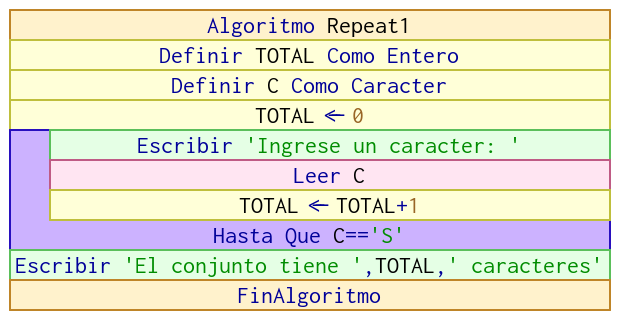 Algoritmo Repeat1
Definir TOTAL Como Entero
Definir C Como Caracter
TOTAL ← 0
Escribir 'Ingrese un caracter: '
Leer C
TOTAL ← TOTAL+1
Hasta Que C=='S'
Escribir 'El conjunto tiene ',TOTAL,' caracteres'
FinAlgoritmo